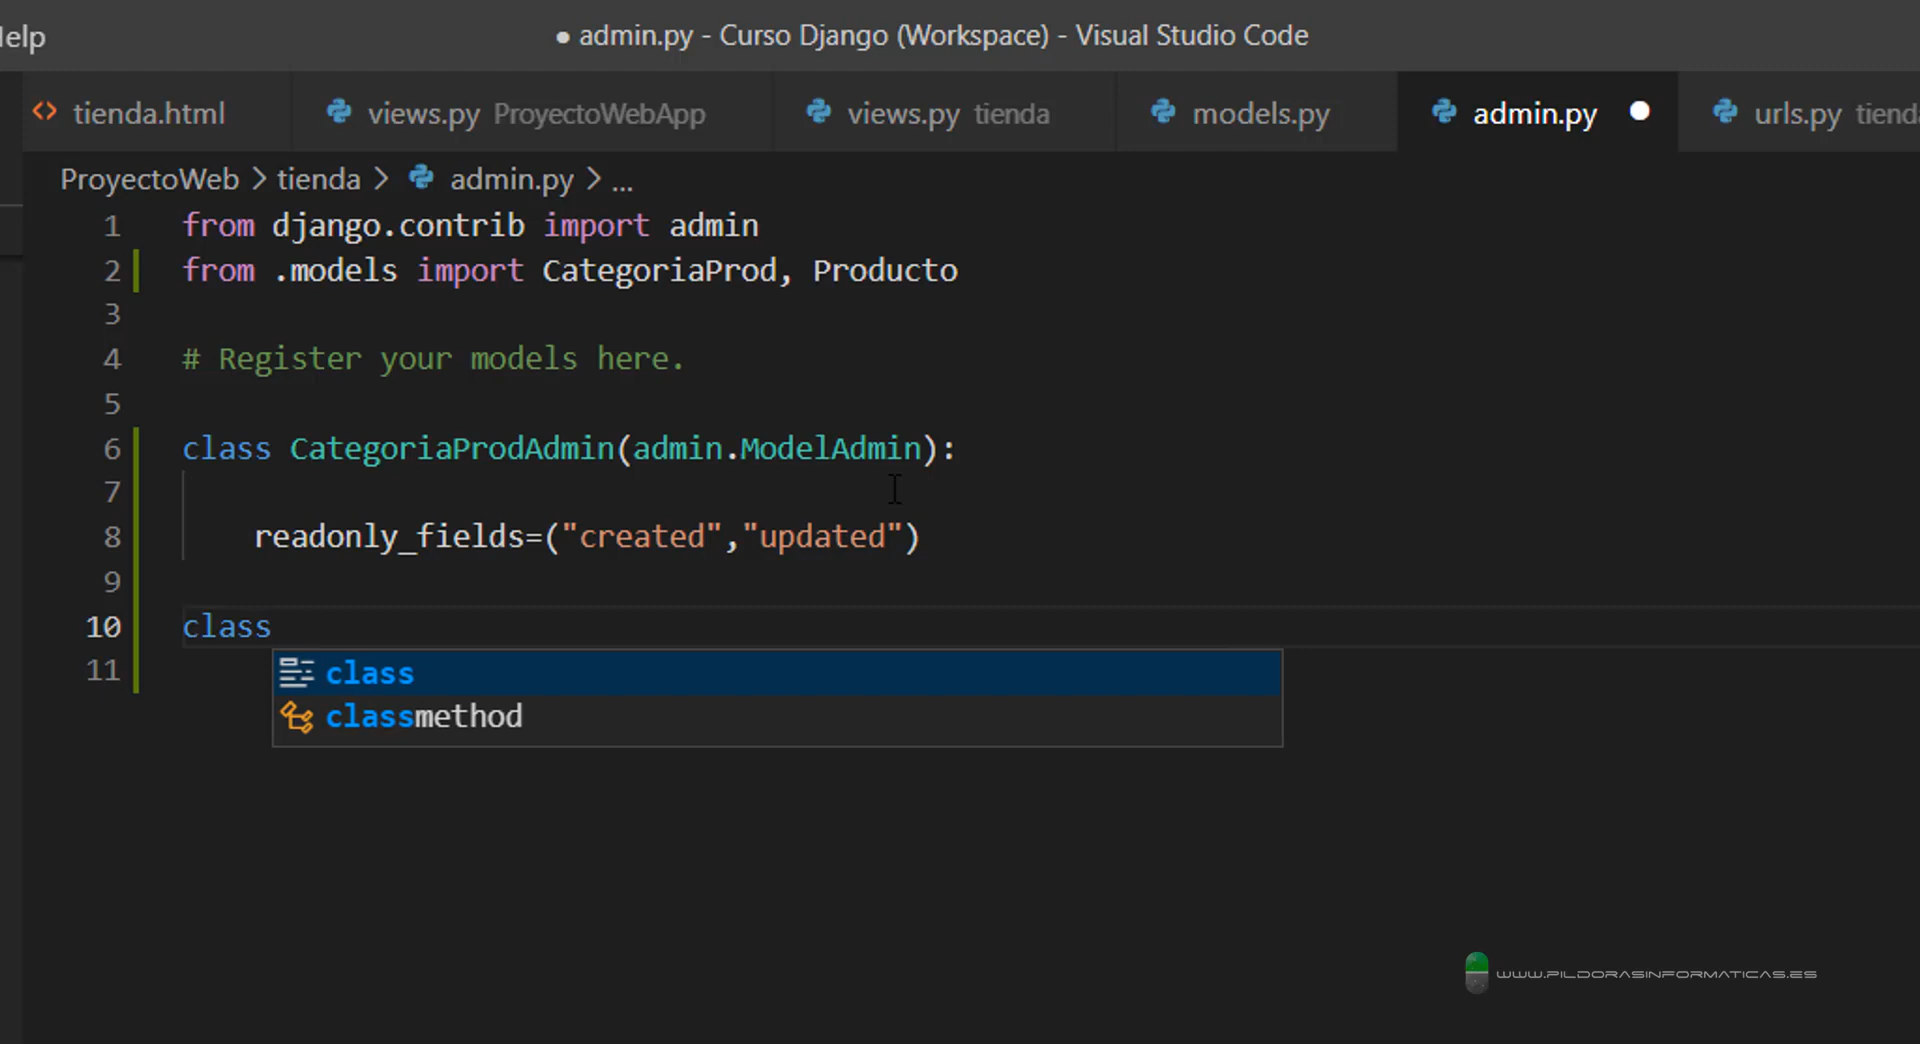 Help
● admin.py - Curso Django (Workspace) - Visual Studio Code
tienda.html
views.py ProyectoWebApp
views.py tienda
models.py
admin.py
urls.py tienda
ProyectoWeb > tienda > admin.py > ...
1 from django.contrib import admin
2 from .models import CategoriaProd, Producto
3
4 # Register your models here.
5
6 class CategoriaProdAdmin(admin.ModelAdmin):
7
8 readonly_fields=("created","updated")
9
10 class
11
class
classmethod
WWW.PILDORASINFORMATICAS.ES